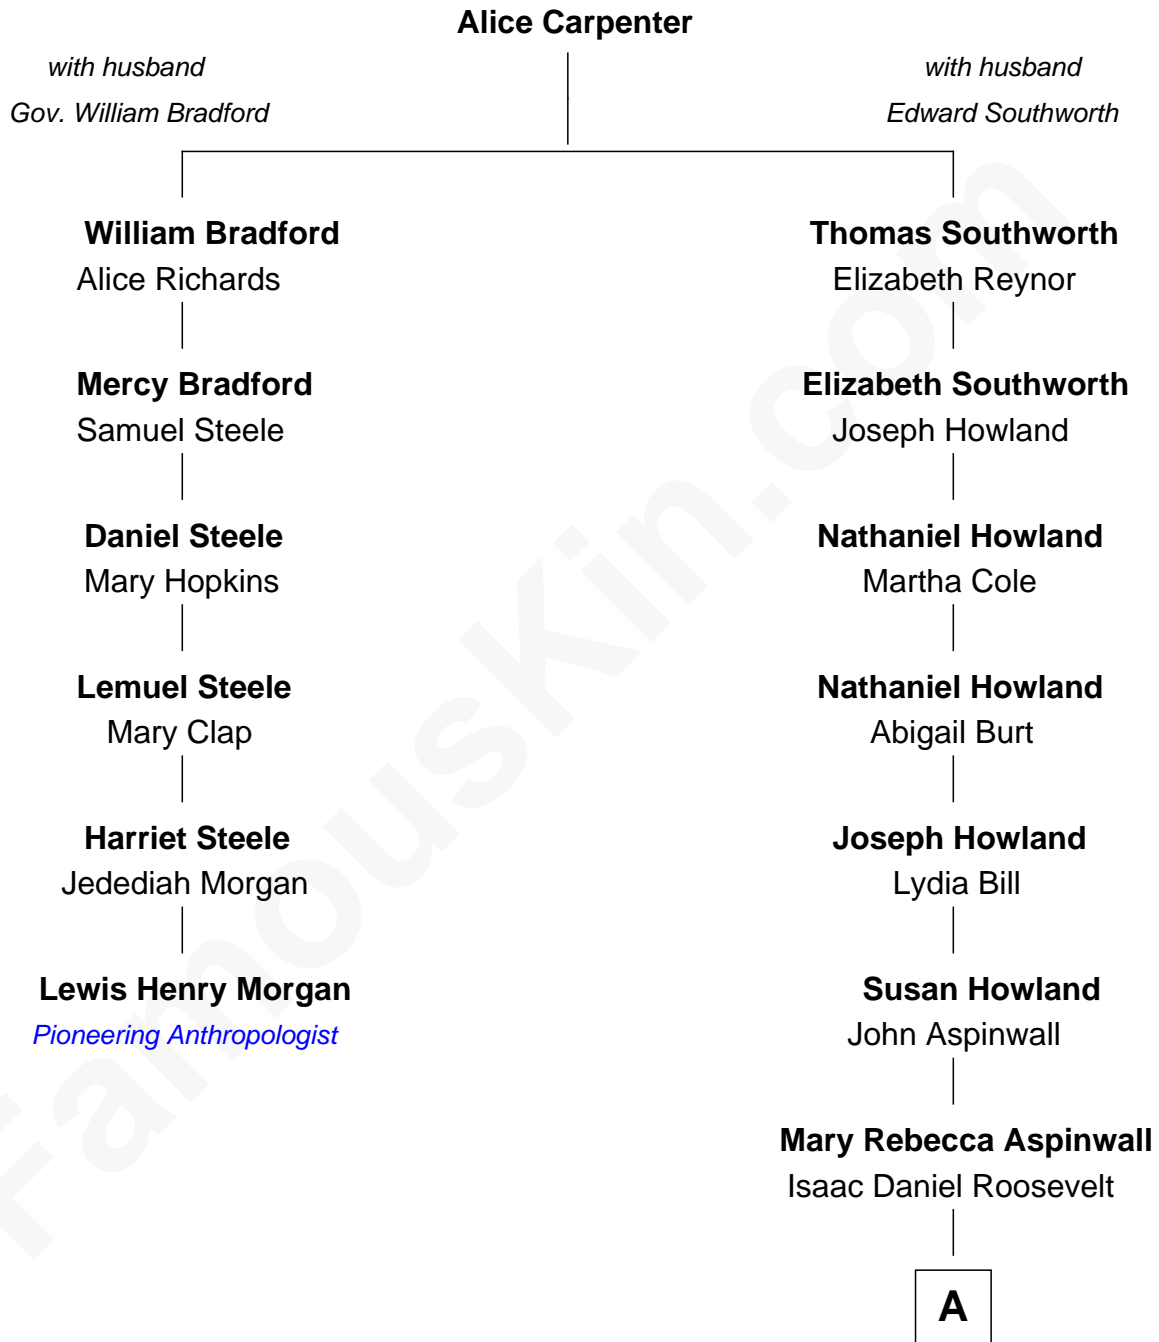 Alice Carpenter
with husband
Gov. William Bradford
with husband
Edward Southworth
William Bradford
Alice Richards
Mercy Bradford
Samuel Steele
Daniel Steele
Mary Hopkins
Lemuel Steele
Mary Clap
Harriet Steele
Jedediah Morgan
Lewis Henry Morgan
Pioneering Anthropologist
Thomas Southworth
Elizabeth Reynor
Elizabeth Southworth
Joseph Howland
Nathaniel Howland
Martha Cole
Nathaniel Howland
Abigail Burt
Joseph Howland
Lydia Bill
Susan Howland
John Aspinwall
Mary Rebecca Aspinwall
Isaac Daniel Roosevelt
A
FamousKin.com